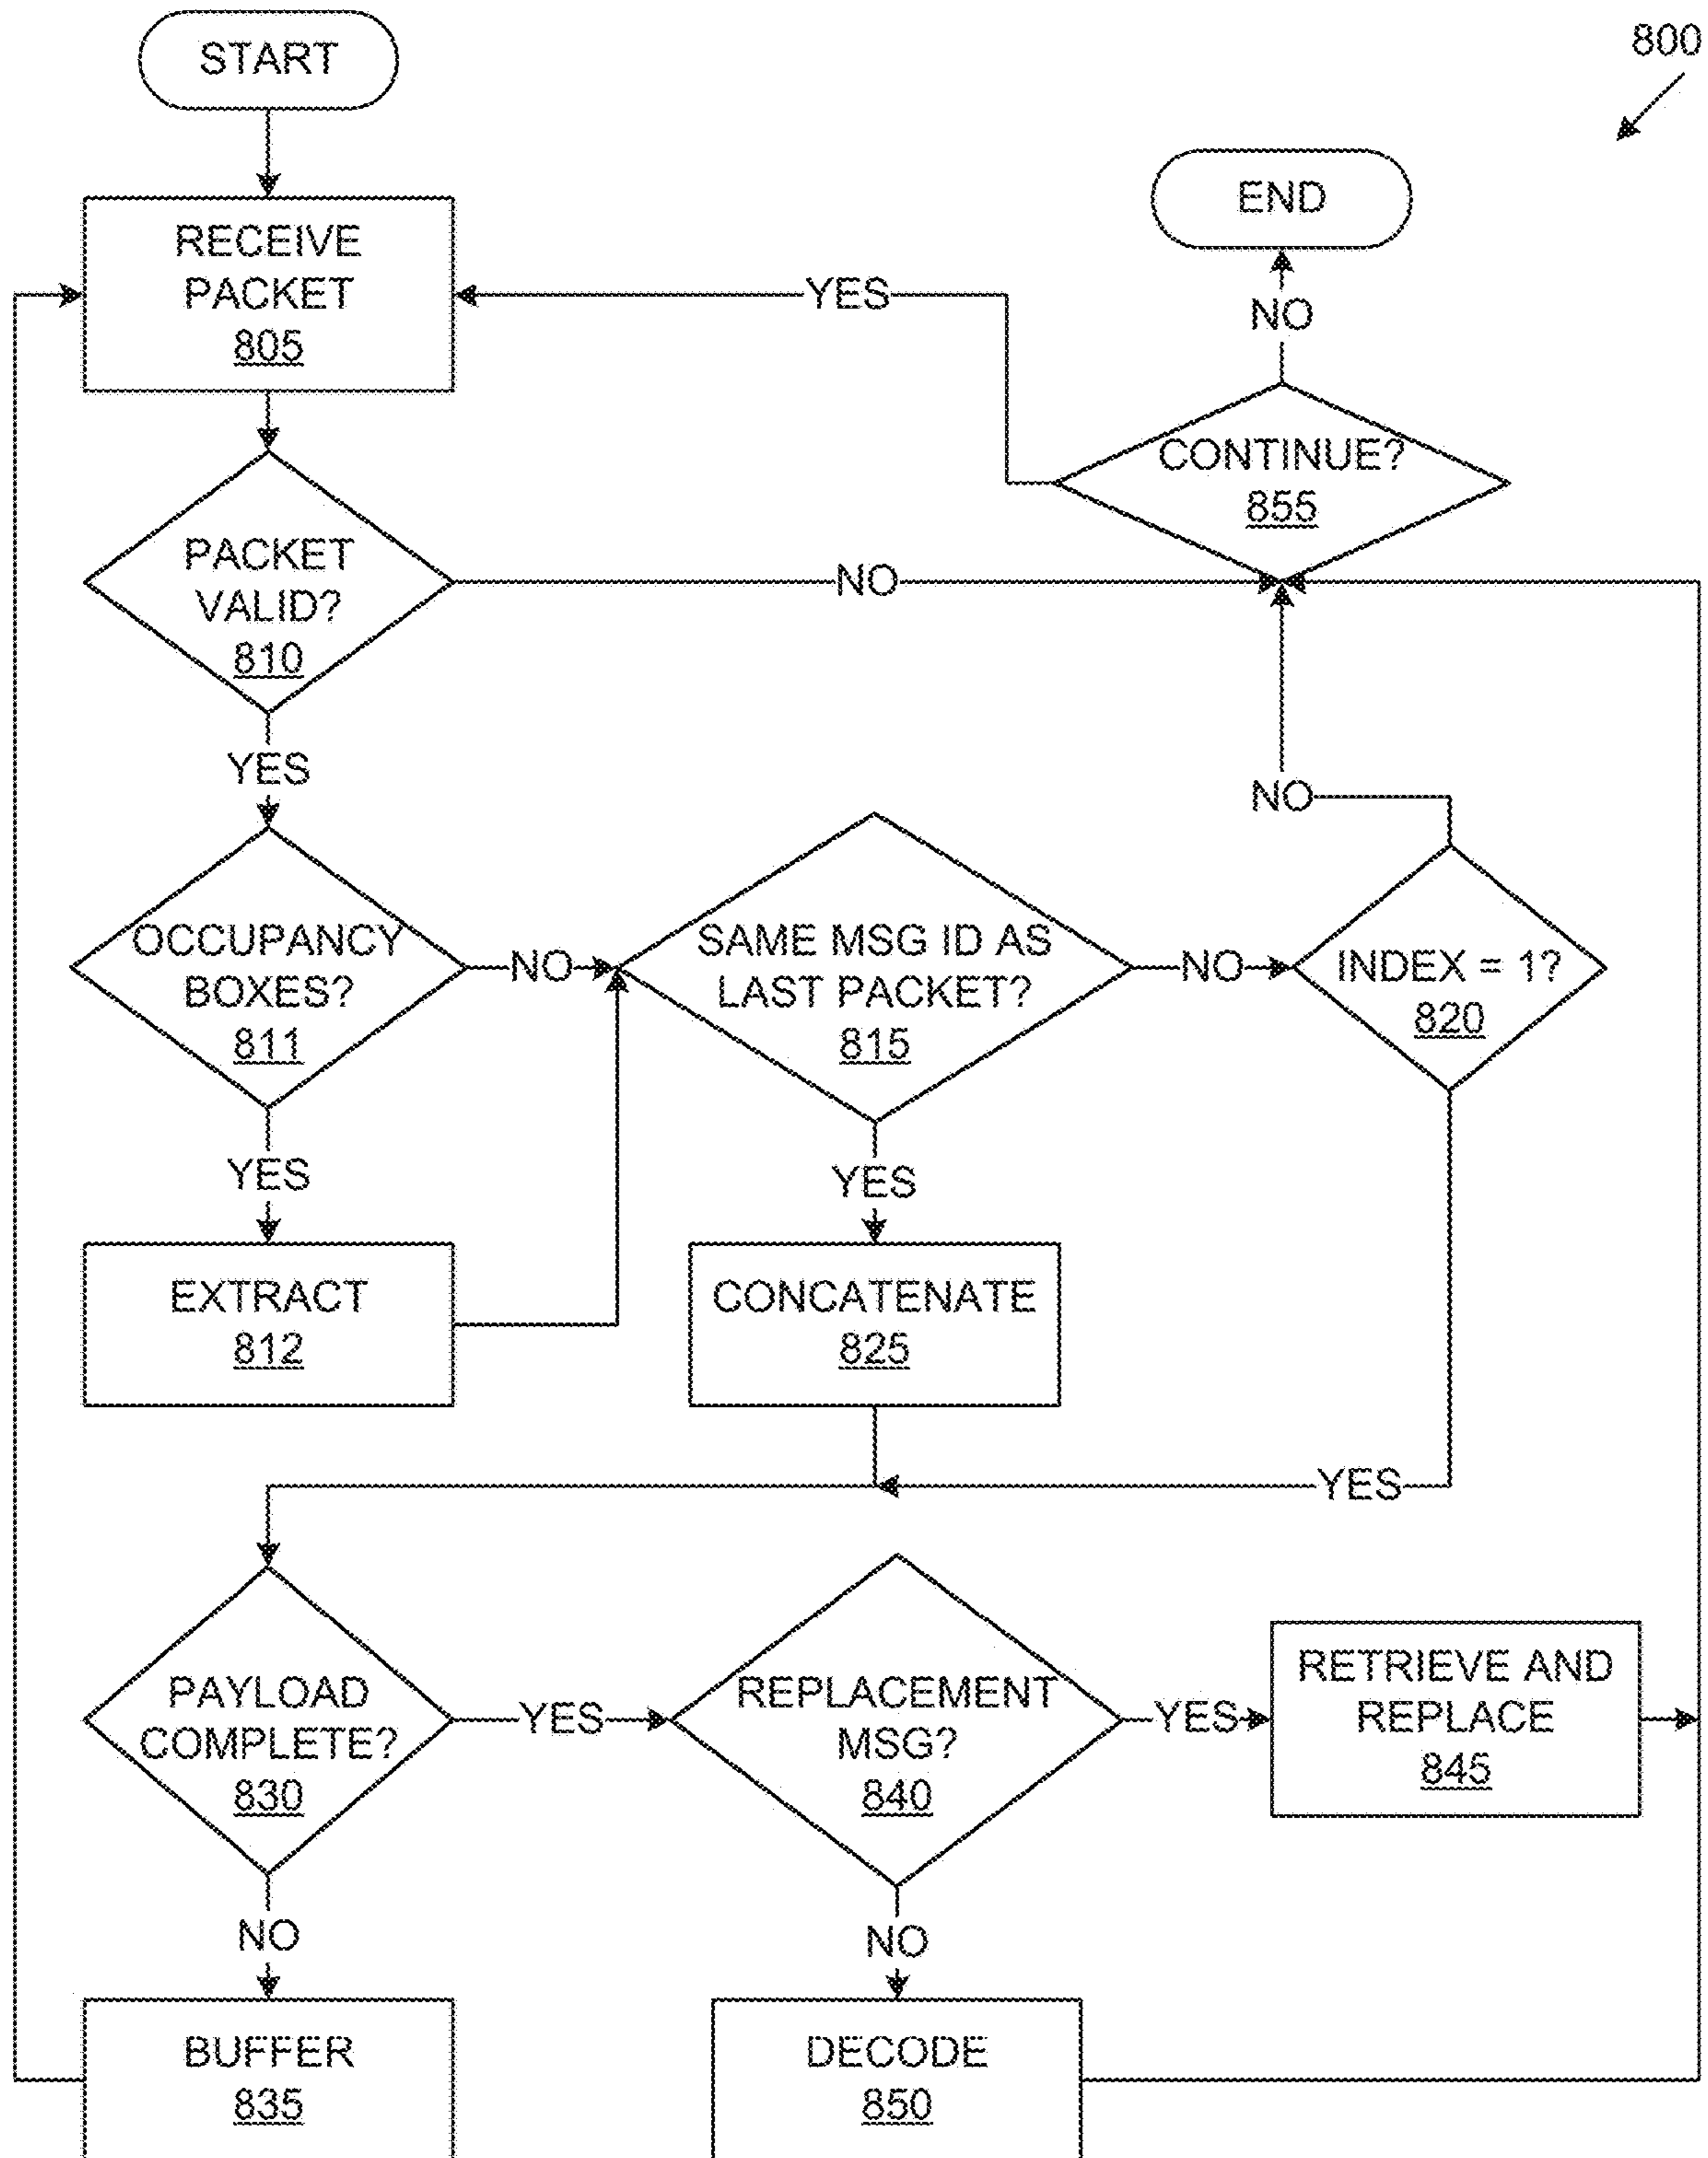 START
800
RECEIVE
PACKET
805
YES
END
NO
CONTINUE?
855
PACKET
VALID?
810
NO
YES
NO
OCCUPANCY
BOXES?
811
NO
SAME MSG ID AS
LAST PACKET?
815
NO
INDEX = 1?
820
YES
YES
EXTRACT
812
CONCATENATE
825
YES
PAYLOAD
COMPLETE?
830
YES
REPLACEMENT
MSG?
840
YES
RETRIEVE AND
REPLACE
845
NO
NO
BUFFER
835
DECODE
850